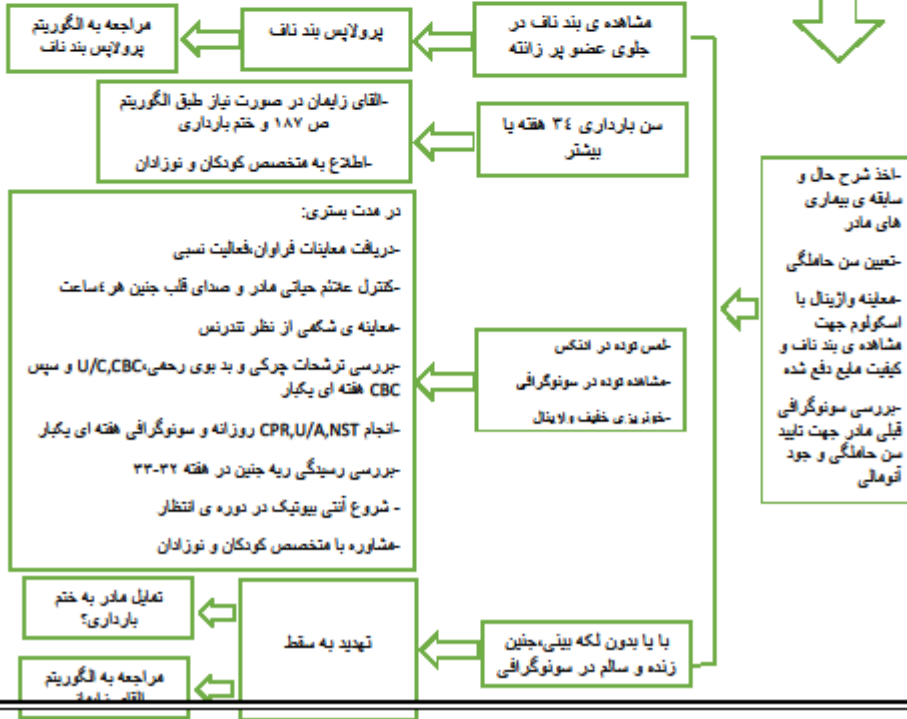 مشاهده ی بند ناف در
جلوی عضو پر زانته
پرولاپس بند ناف
مراجعه به الگوریتم
پرولاپس بند ناف
سن بارداری ٣٤ هفته یا
بیشتر
-القای زایمان در صورت نیاز طبق الگوریتم
ص ۱۸۷ و ختم بارداری
-اطلاع به متخصص کودکان و نوزادان
-اخذ شرح حال و
سابقه ی بیماری
های مادر
-تعیین سن حاملگی
-معاینه واژینال با
اسکولوم جهت
مشاهده ی بند ناف و
کیفیت مایع دفع شده
-بررسی سونوگرافی
قبلی مادر جهت تایید
سن حاملگی و جود
آنومالی
-لمس توده در ادنکس
-مشاهده توده در سونوگرافی
-خونریزی خفیف واژینال
در مدت بستری:
-دریافت معاینات فراوان،فعالیت نسبی
-کنترل علائم حیاتی مادر و صدای قلب جنین هر ٤ساعت
-معاینه ی شکمی از نظر تندرنس
-بررسی ترشحات چرکی و بد بوی رحمی،U/C,CBC و سپس
CBC هفته ای یکبار
-انجام CPR,U/A,NST روزانه و سونوگرافی هفته ای یکبار
-بررسی رسیدگی ریه جنین در هفته ۳۲-۳۳
- شروع آنتی بیوتیک در دوره ی انتظار
-مشاوره با متخصص کودکان و نوزادان
با یا بدون لکه بینی،جنین
زنده و سالم در سونوگرافی
تهدید به سقط
تمایل مادر به ختم
بارداری؟
مراجعه به الگوریتم
القای زایمان